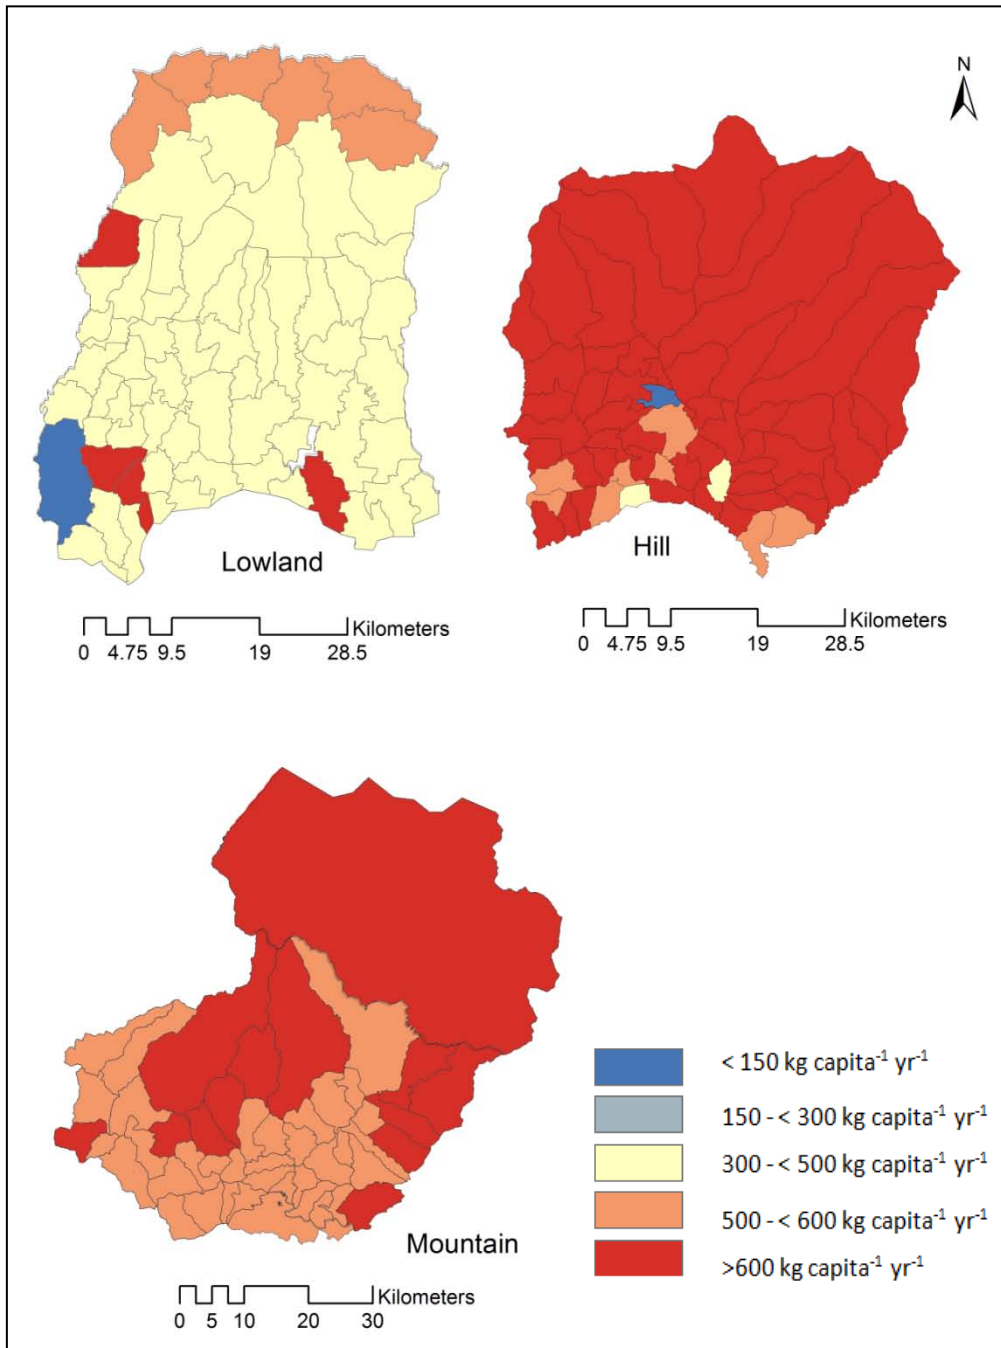 N
Lowland
Hill
Kilometers
0 4.75 9.5 19 28.5
Kilometers
0 4.75 9.5 19 28.5
< 150 kg capita⁻¹ yr⁻¹
150 - < 300 kg capita⁻¹ yr⁻¹
300 - < 500 kg capita⁻¹ yr⁻¹
500 - < 600 kg capita⁻¹ yr⁻¹
>600 kg capita⁻¹ yr⁻¹
Mountain
Kilometers
0 5 10 20 30